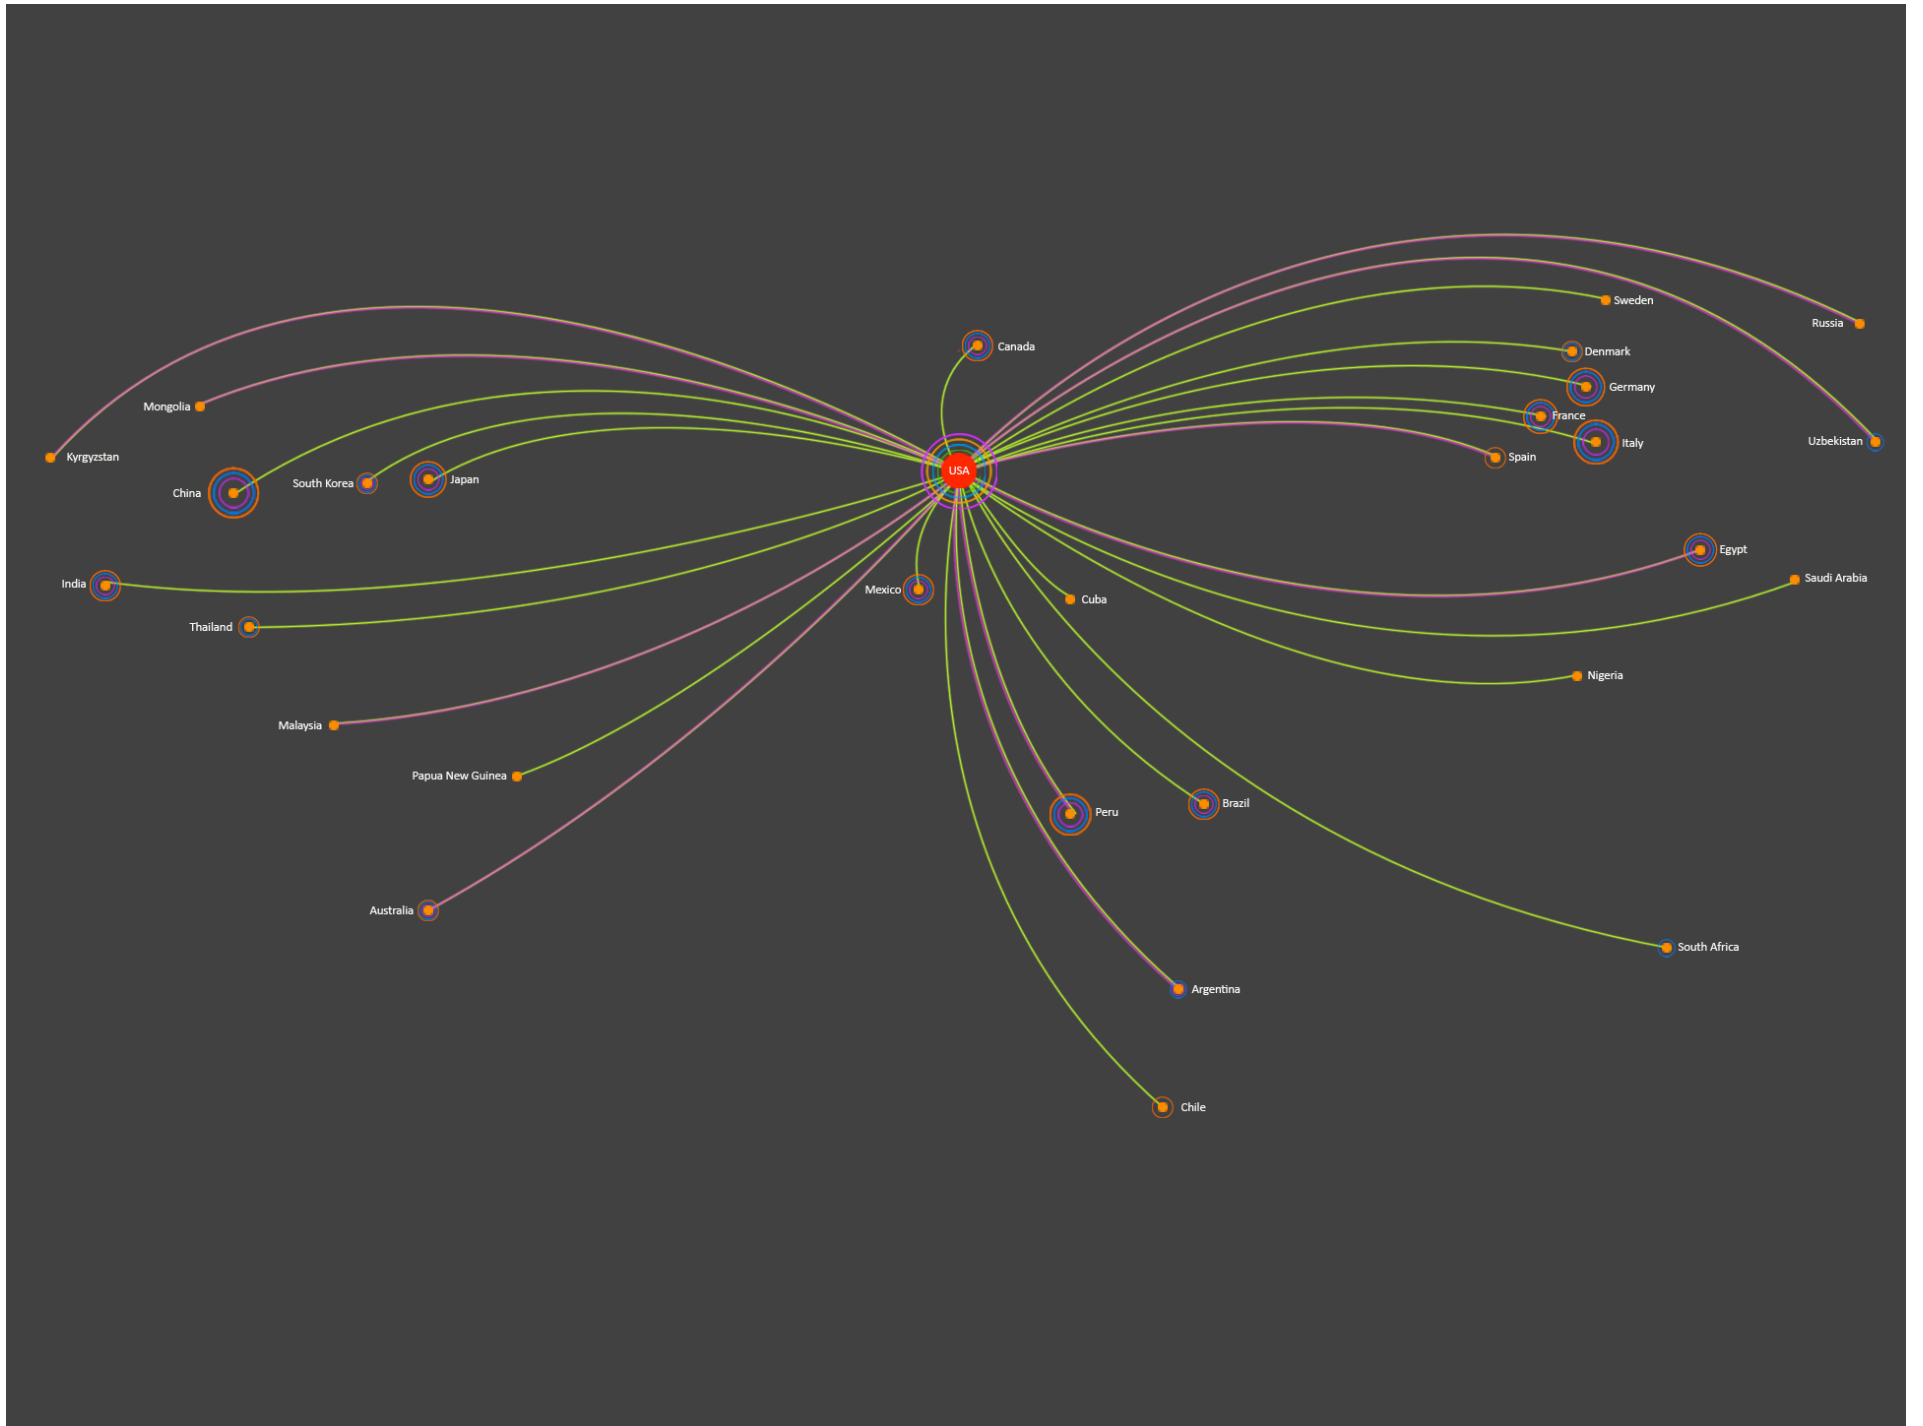 Sweden
Russia
Canada
Denmark
Germany
Mongolia
France
Uzbekistan
Italy
Kyrgyzstan
Spain
USA
Japan
South Korea
China
Egypt
Saudi Arabia
India
Mexico
Cuba
Thailand
Nigeria
Malaysia
Papua New Guinea
Brazil
Peru
Australia
South Africa
Argentina
Chile